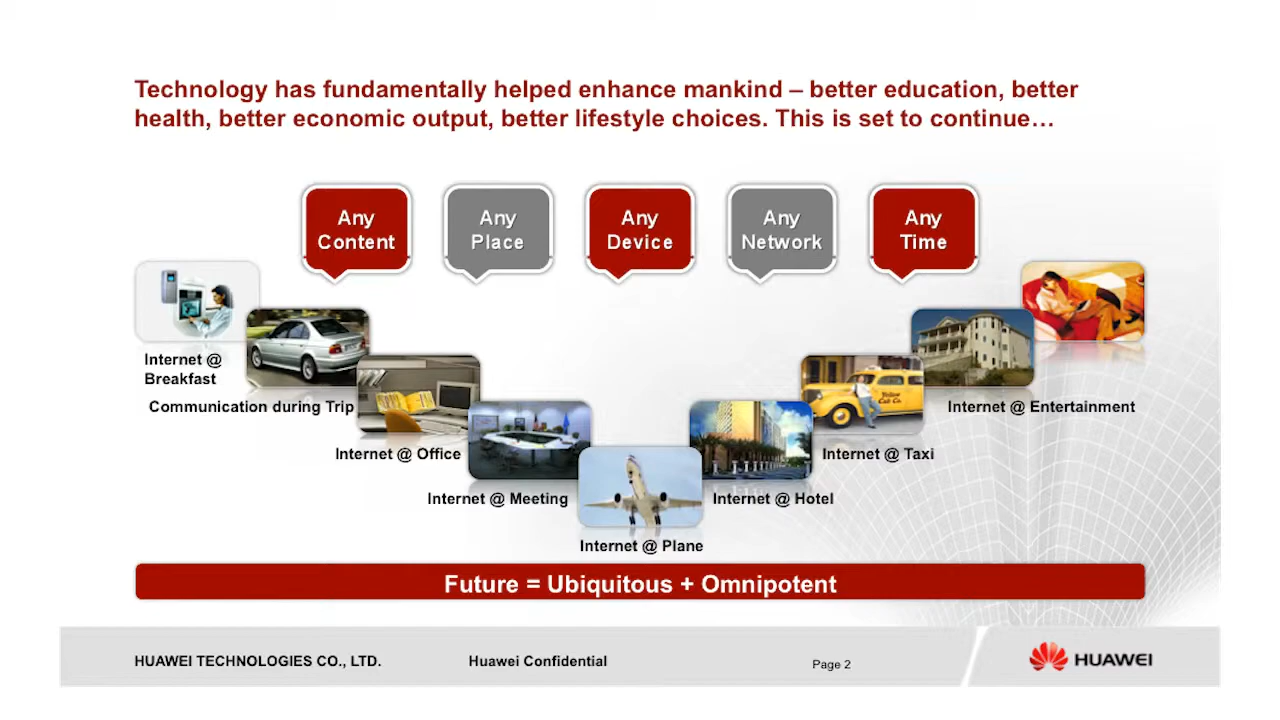 Technology has fundamentally helped enhance mankind – better education, better
health, better economic output, better lifestyle choices. This is set to continue…
Any
Content
Any
Place
Any
Device
Any
Network
Any
Time
Internet @
Breakfast
Communication during Trip
Internet @ Office
Internet @ Meeting
Internet @ Plane
Internet @ Hotel
Internet @ Taxi
Yellow
Cab Co.
Internet @ Entertainment
Future = Ubiquitous + Omnipotent
HUAWEI TECHNOLOGIES CO., LTD.
Huawei Confidential
Page 2
HUAWEI